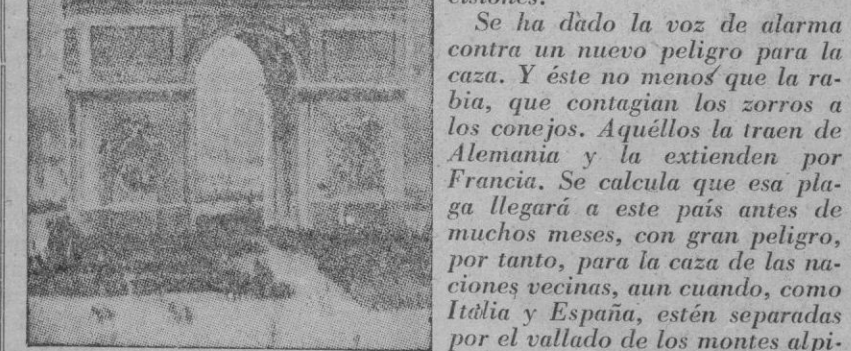 cisiones.
Se ha dado la voz de alarma
contra un nuevo peligro para la
caza. Y éste no menos que la ra-
bia, que contagian los zorros a
los conejos. Aquéllos la traen de
Alemania y la extienden por
Francia. Se calcula que esa pla-
ga llegará a este país antes de
muchos meses, con gran peligro,
por tanto, para la caza de las na-
ciones vecinas, aun cuando, como
Itàlia y España, estén separadas
por el vallado de los montes alpi-